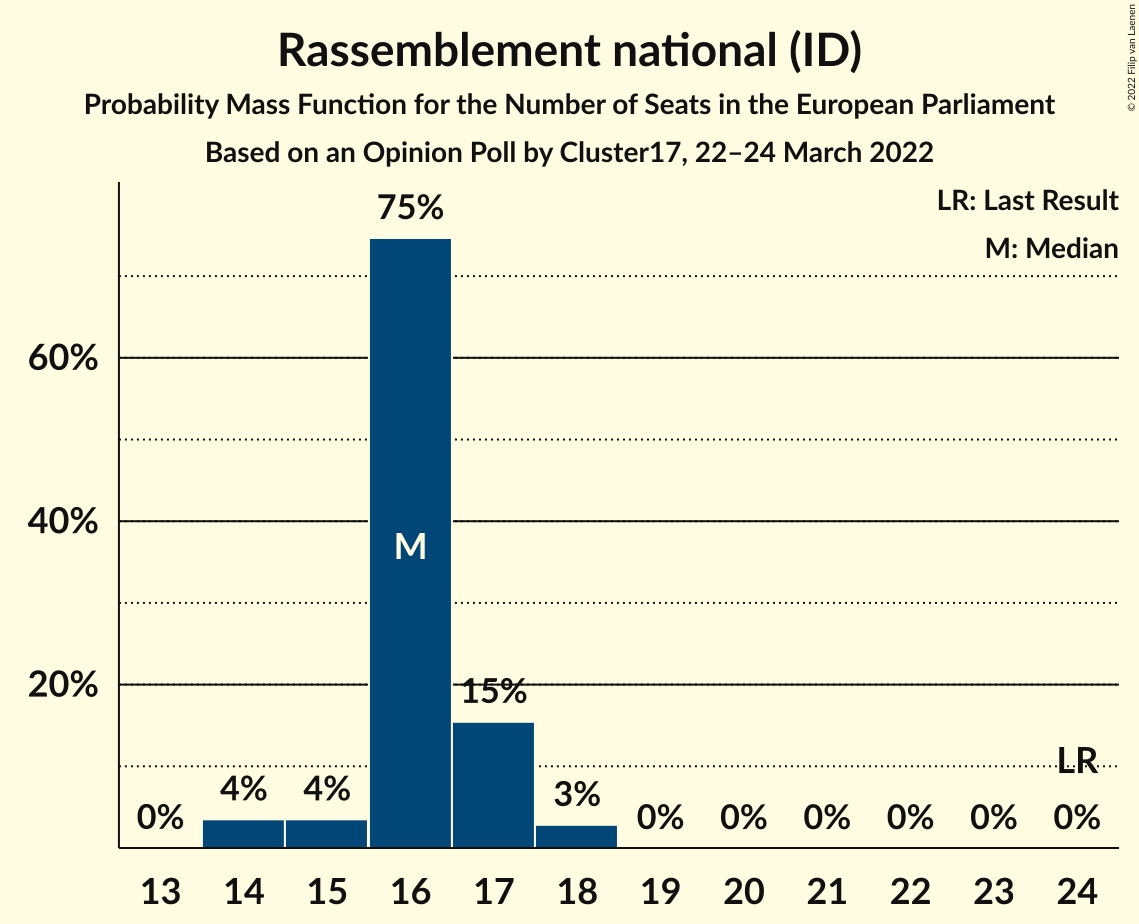 Rassemblement national (ID)
Probability Mass Function for the Number of Seats in the European Parliament
Based on an Opinion Poll by Cluster17, 22–24 March 2022
© 2022 Filip van Laenen
LR: Last Result
M: Median
75%
60%
40%
M
20%
15%
LR
0%
4%
4%
3%
0%
0%
0%
0%
0%
0%
13 14 15 16 17 18 19 20 21 22 23 24